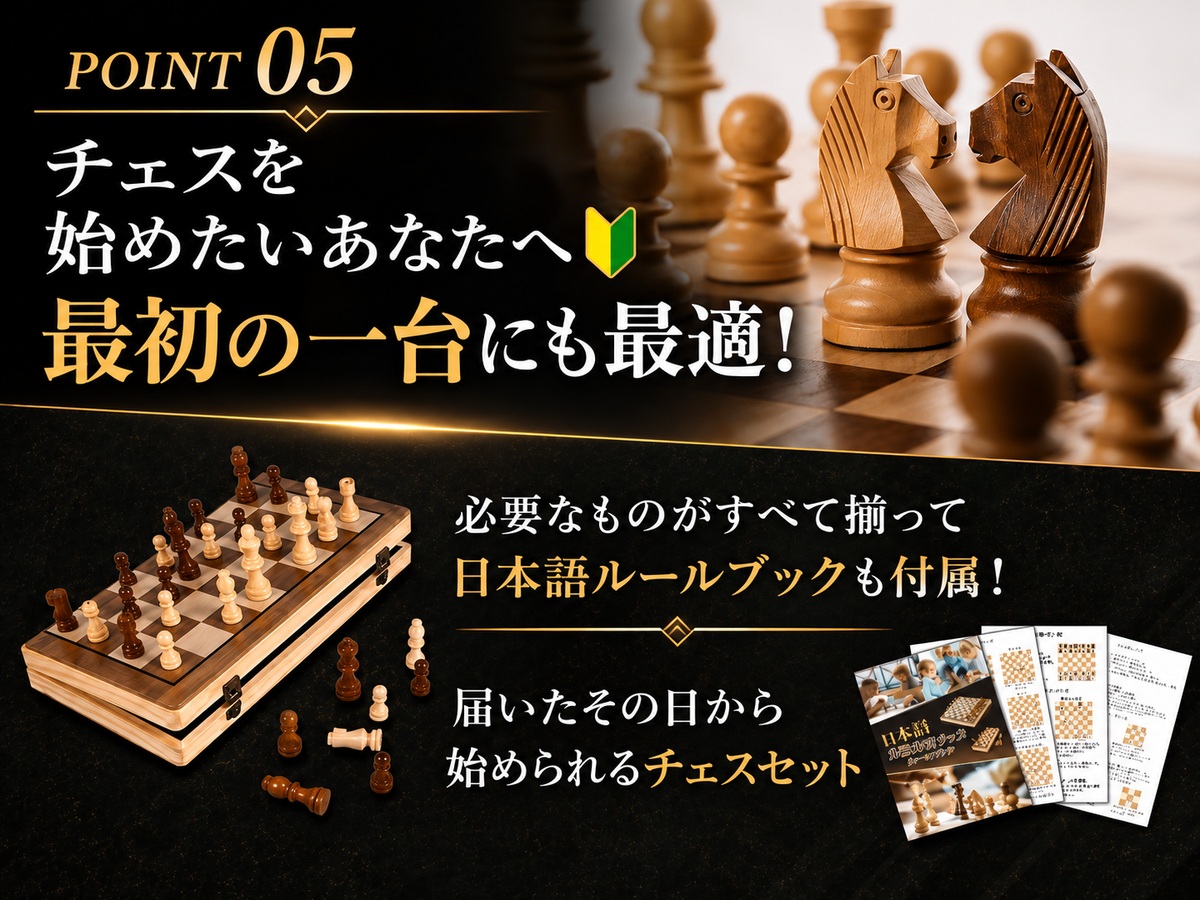 POINT 05
チェスを
始めたいあなたへ
最初の一台にも最適！
必要なものがすべて揃って
日本語ルールブックも付属！
届いたその日から
始められるチェスセット
日本語